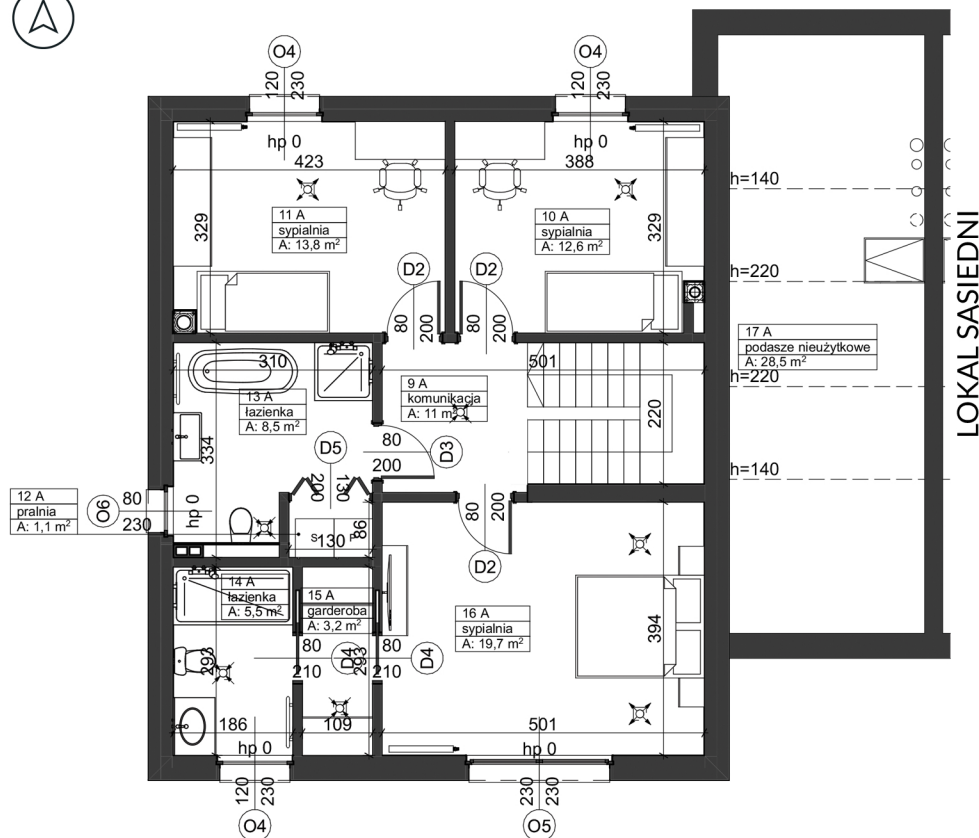 O4
O4
120
230
120
230
hp 0
hp 0
423
388
h=140
11 A
sypialnia
A: 13,8 m²
10 A
sypialnia
A: 12,6 m²
329
329
LOKAL SASIEDNI
D2
D2
h=220
80
200
80
200
17 A
podasze nieużytkowe
A: 28,5 m²
310
501
h=220
9 A
komunikacja
A: 11 m²
13 A
łazienka
A: 8,5 m²
220
334
D5
80
200
D3
h=140
200
130
12 A
pralnia
A: 1,1 m²
O6
80
230
hp 0
80
200
S
P
130
86
D2
14 A
łazienka
A: 5,5 m²
15 A
garderoba
A: 3,2 m²
16 A
sypialnia
A: 19,7 m²
394
293
80
210
D4
293
80
210
D4
186
109
501
hp 0
hp 0
120
230
230
230
O4
O5